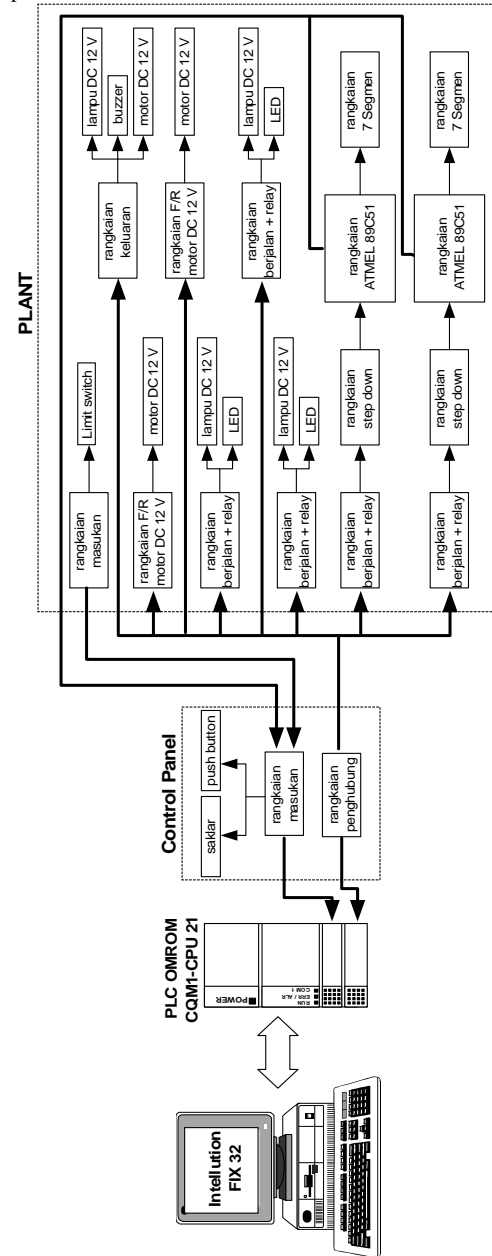 Intellution
FIX 32
PLC OMROM
CQM1-CPU 21
POWER
RUN
ERR / ALR
COM 1
Control Panel
saklar
push button
rangkaian
masukan
rangkaian
penghubung
PLANT
rangkaian
masukan
Limit switch
rangkaian
keluaran
lampu DC 12 V
buzzer
motor DC 12 V
rangkaian F/R
motor DC 12 V
motor DC 12 V
rangkaian F/R
motor DC 12 V
motor DC 12 V
rangkaian
berjalan + relay
lampu DC 12 V
LED
rangkaian
berjalan + relay
lampu DC 12 V
LED
rangkaian
berjalan + relay
lampu DC 12 V
LED
rangkaian
berjalan + relay
rangkaian
step down
rangkaian
ATMEL 89C51
rangkaian
7 Segmen
rangkaian
berjalan + relay
rangkaian
step down
rangkaian
ATMEL 89C51
rangkaian
7 Segmen